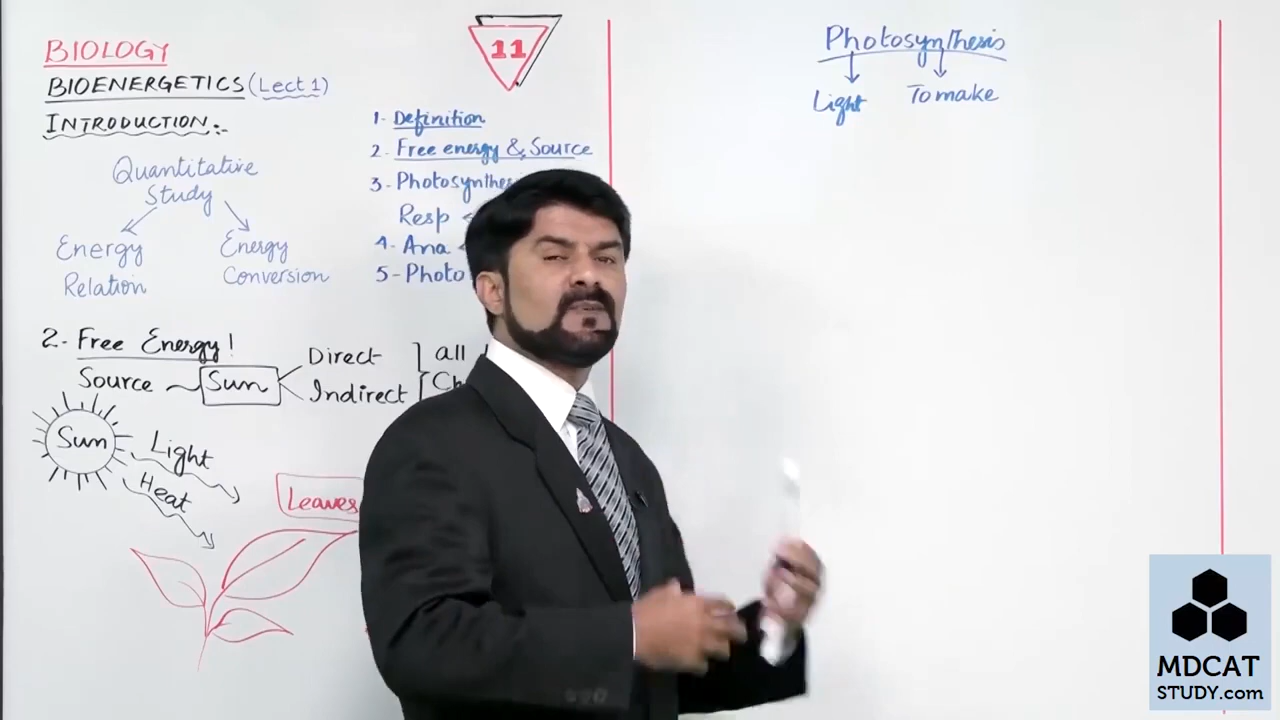 BIOLOGY
BIOENERGETICS (Lect 1)
INTRODUCTION:-
Quantitative
Study
Energy
Relation
Energy
Conversion
11
1- Definition
2- Free energy & Source
3- Photosynthesis
Resp
4- Ana
5- Photo
2- Free Energy!
Source Sun
Direct
Indirect
all
Sun
Light
Heat
Leaves
Photosynthesis
Light
To make
MDCAT
STUDY.com